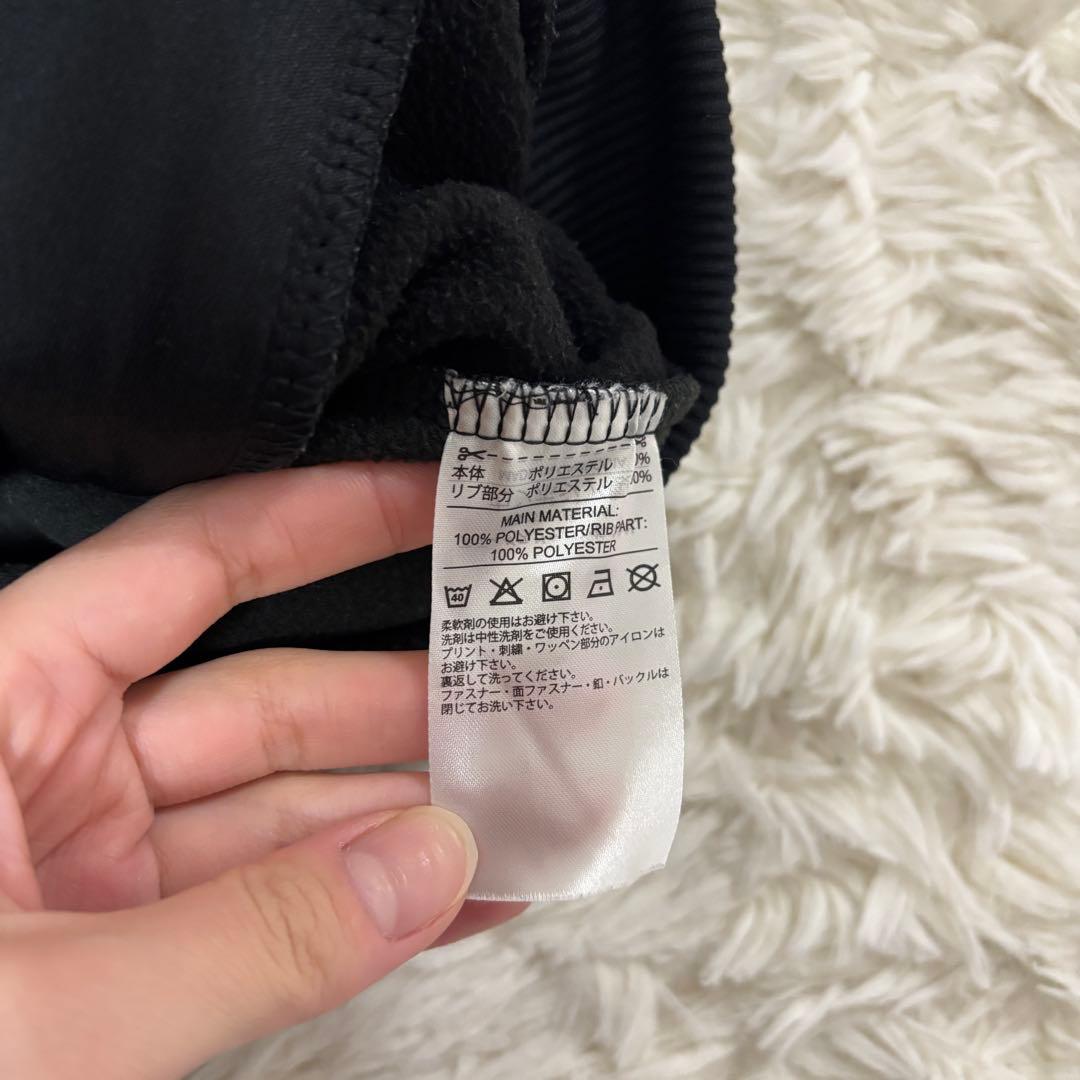 本体 ポリエステル 0%
リブ部分 ポリエステル 00%
MAIN MATERIAL:
100% POLYESTER/RIB PART:
100% POLYESTER
40
柔軟剤の使用はお避け下さい。
洗剤は中性洗剤をご使用ください。
プリント・刺繍・ワッペン部分のアイロンは
お避け下さい。
裏返して洗ってください。
ファスナー・面ファスナー・釦・バックルは
閉じてお洗い下さい。